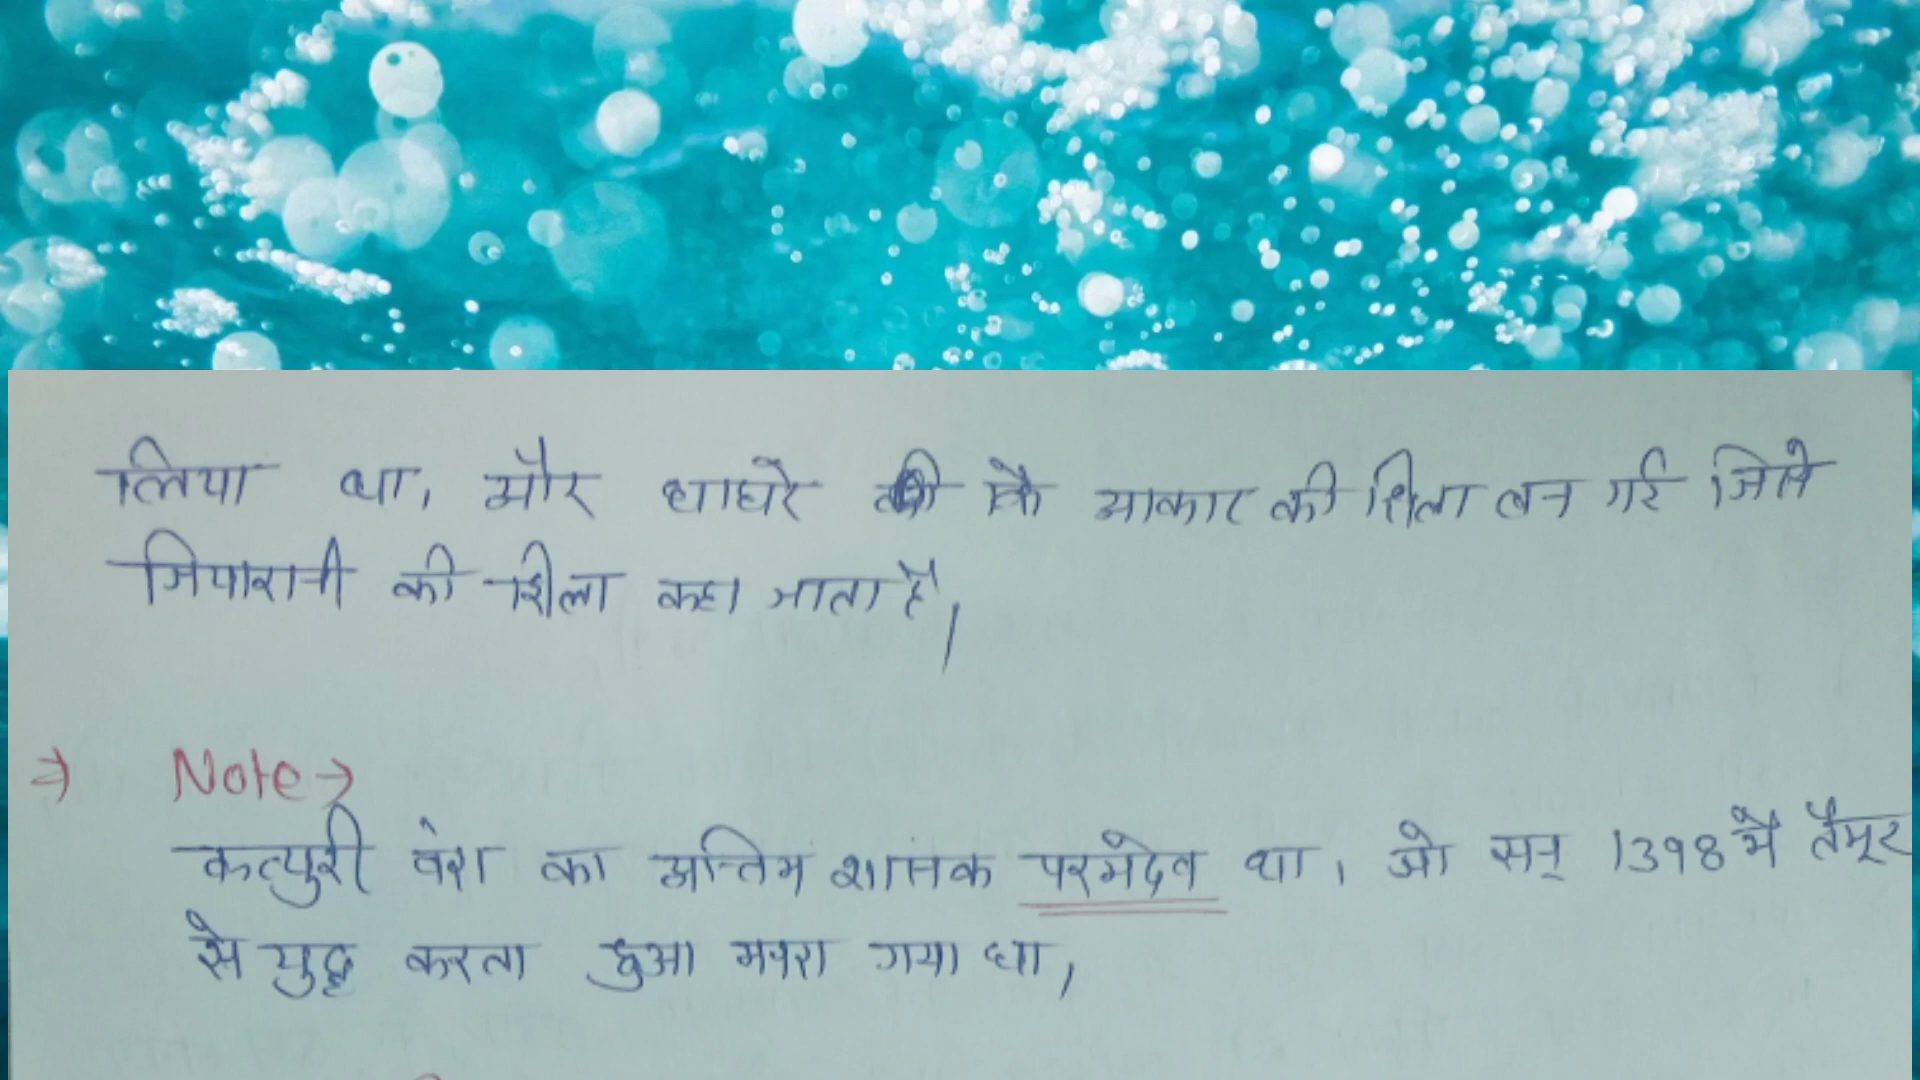 लिया था, और घाघरे के आकार की शिला बन गई जिसे
जियारानी की शिला कहा जाता है,
⇒ Note →
कत्युरी वंश का अन्तिम शासक परमदेव था, जो सन् 1398 में तैमूर
से युद्ध करता हुआ मारा गया था,